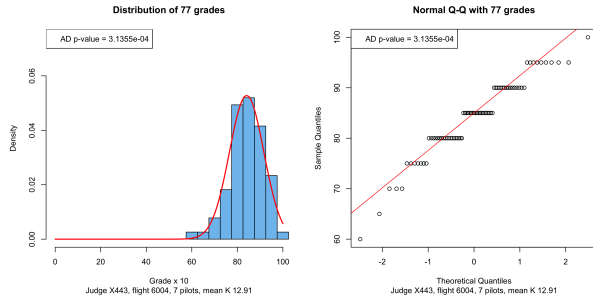 Distribution of 77 grades
AD p-value = 3.1355e-04
Density
0.00
0.02
0.04
0.06
0
20
40
60
80
100
Grade x 10
Judge X443, flight 6004, 7 pilots, mean K 12.91
Normal Q-Q with 77 grades
AD p-value = 3.1355e-04
Sample Quantiles
60
70
80
90
100
-2
-1
0
1
2
Theoretical Quantiles
Judge X443, flight 6004, 7 pilots, mean K 12.91